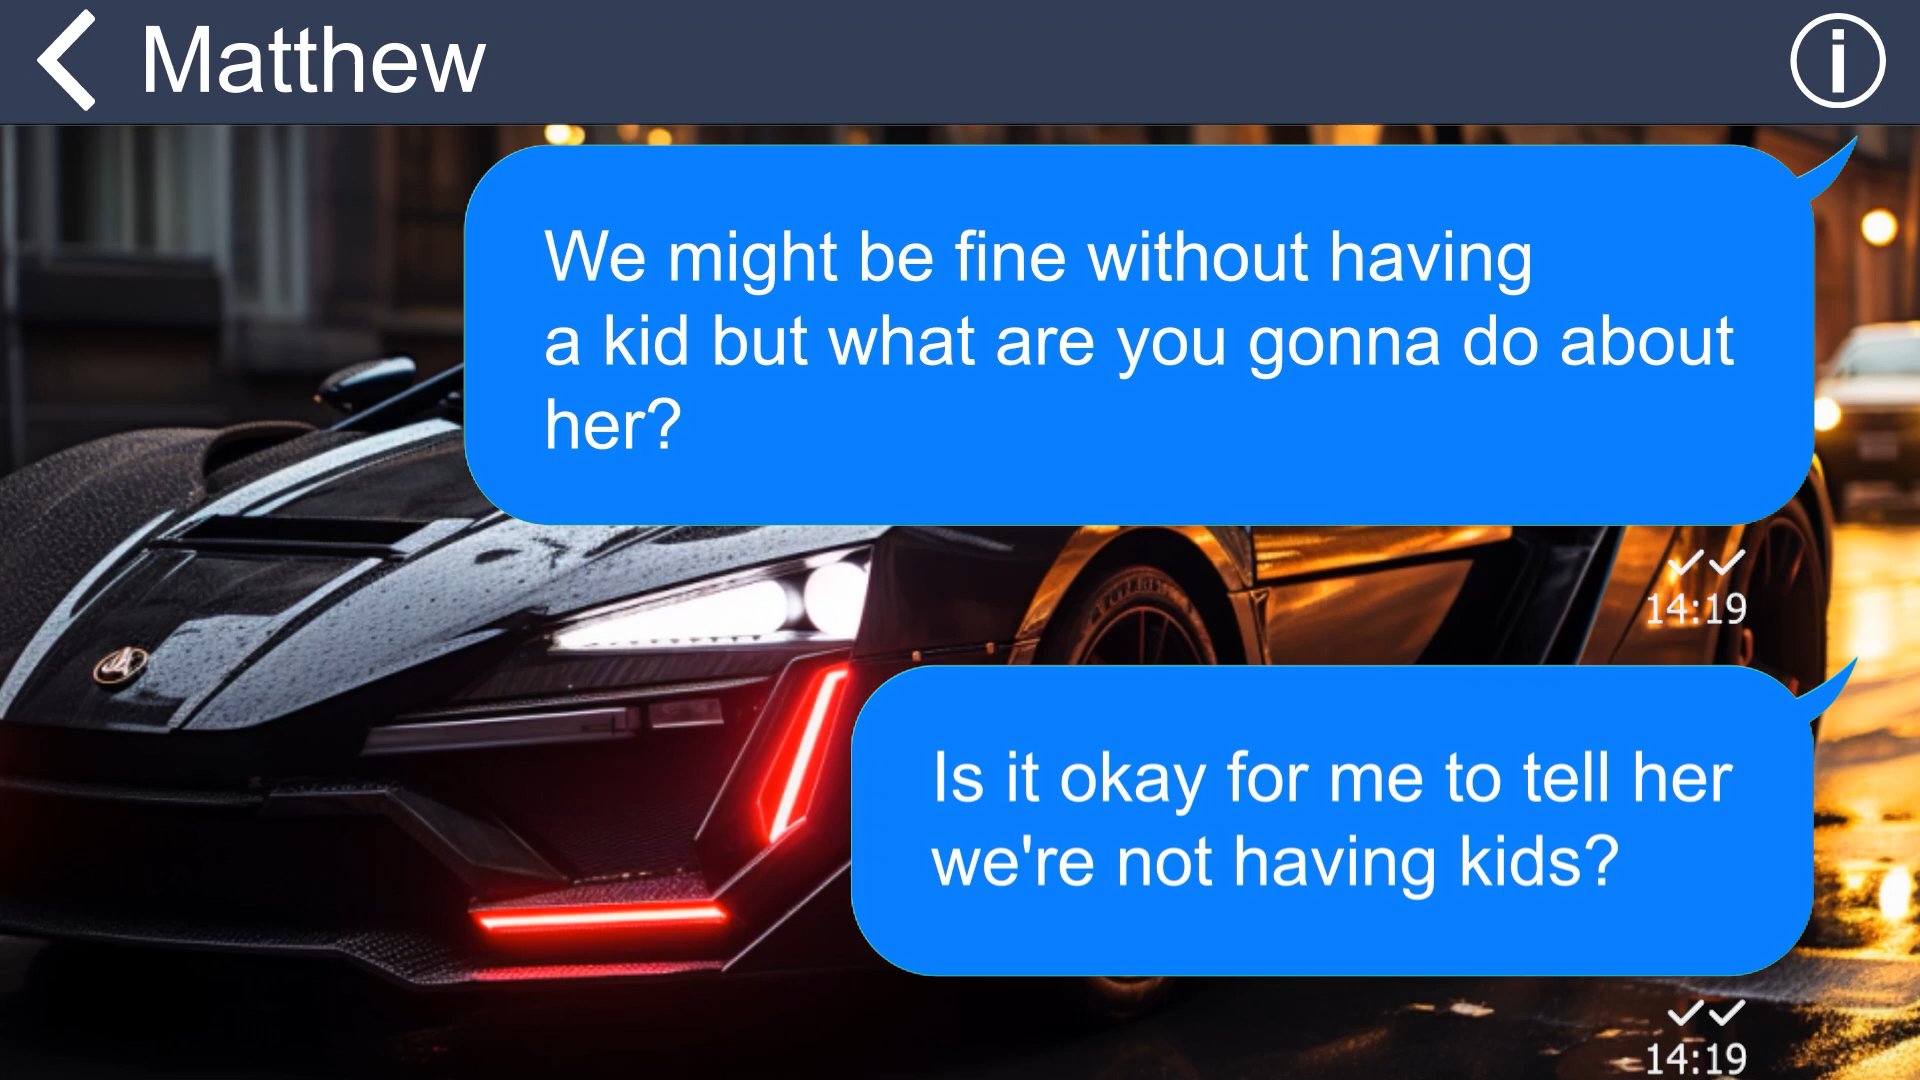 Matthew
We might be fine without having
a kid but what are you gonna do about
her?
14:19
Is it okay for me to tell her
we're not having kids?
14:19